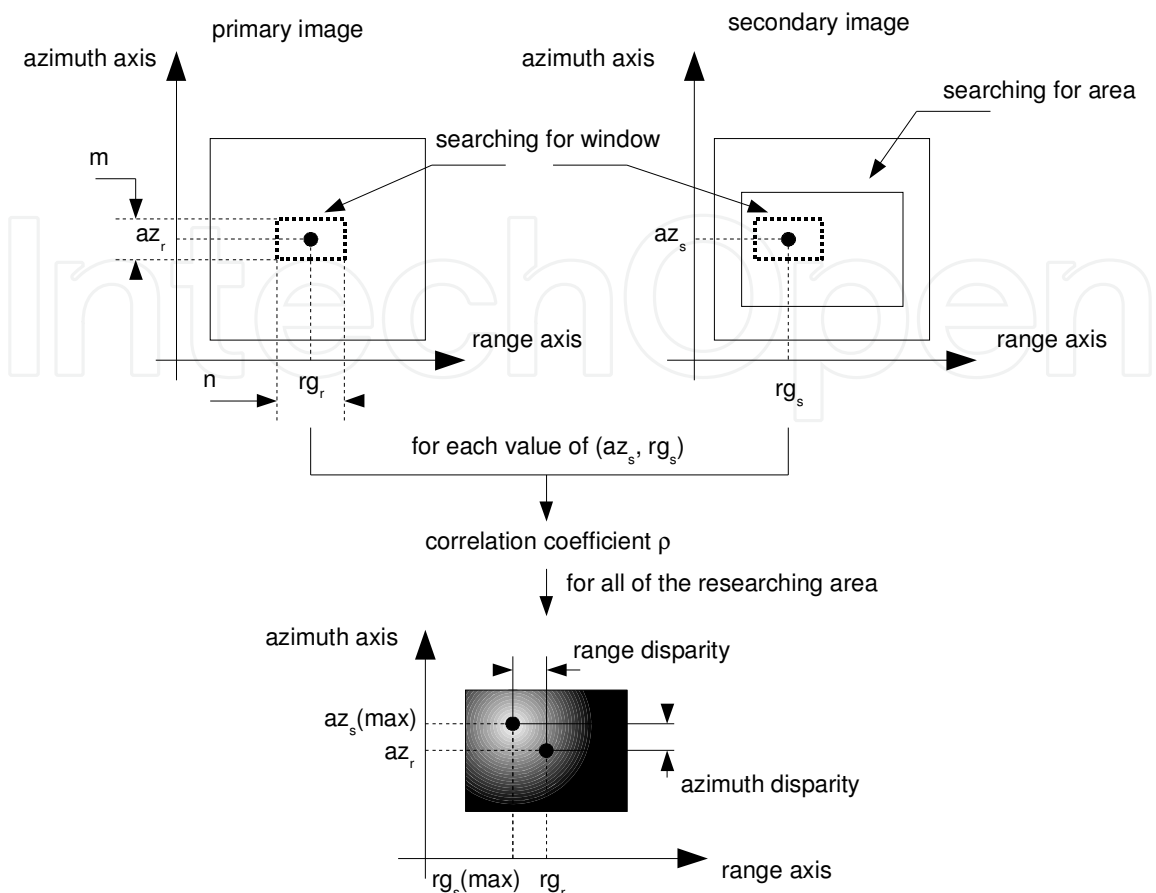 primary image
secondary image
azimuth axis
azimuth axis
searching for area
searching for window
m
az_r
az_s
range axis
range axis
n
rg_r
rg_s
for each value of (az_s, rg_s)
correlation coefficient ρ
for all of the researching area
azimuth axis
range disparity
az_s(max)
az_r
azimuth disparity
range axis
rg_s(max)
rg_r
IntechOpen